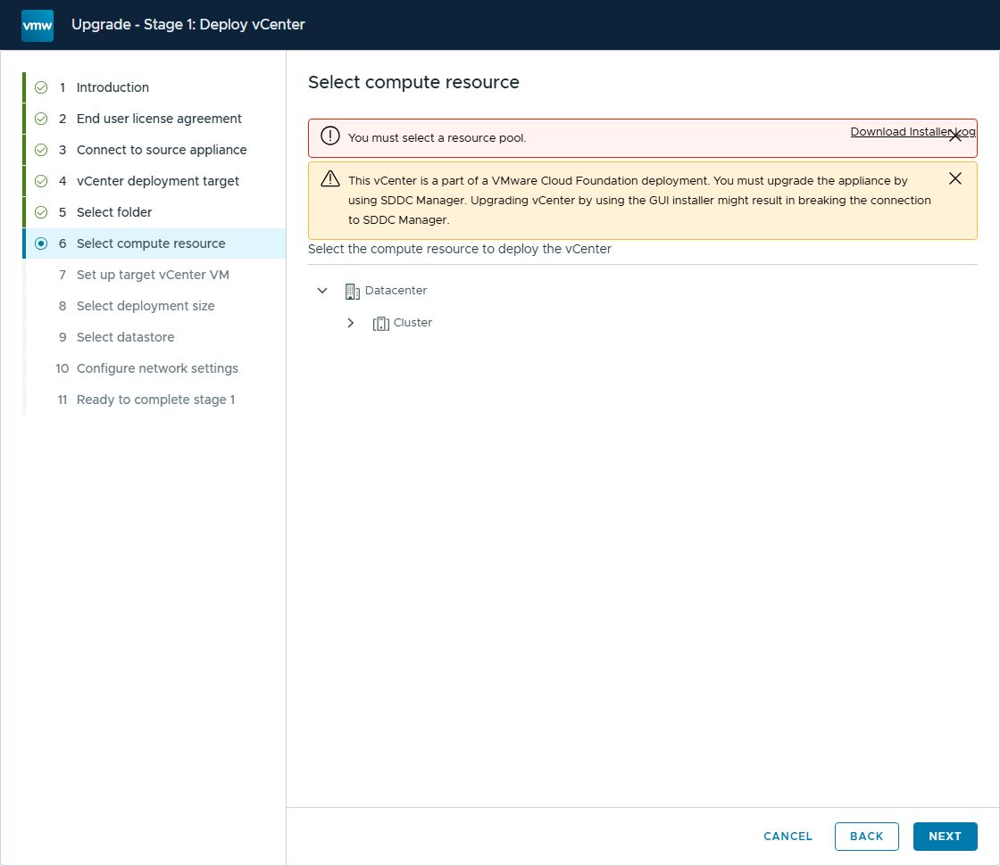 vmw Upgrade - Stage 1: Deploy vCenter
1 Introduction
2 End user license agreement
3 Connect to source appliance
4 vCenter deployment target
5 Select folder
6 Select compute resource
7 Set up target vCenter VM
8 Select deployment size
9 Select datastore
10 Configure network settings
11 Ready to complete stage 1
Select compute resource
You must select a resource pool.
Download Installer Log
This vCenter is a part of a VMware Cloud Foundation deployment. You must upgrade the appliance by
using SDDC Manager. Upgrading vCenter by using the GUI installer might result in breaking the connection
to SDDC Manager.
Select the compute resource to deploy the vCenter
Datacenter
Cluster
CANCEL BACK NEXT